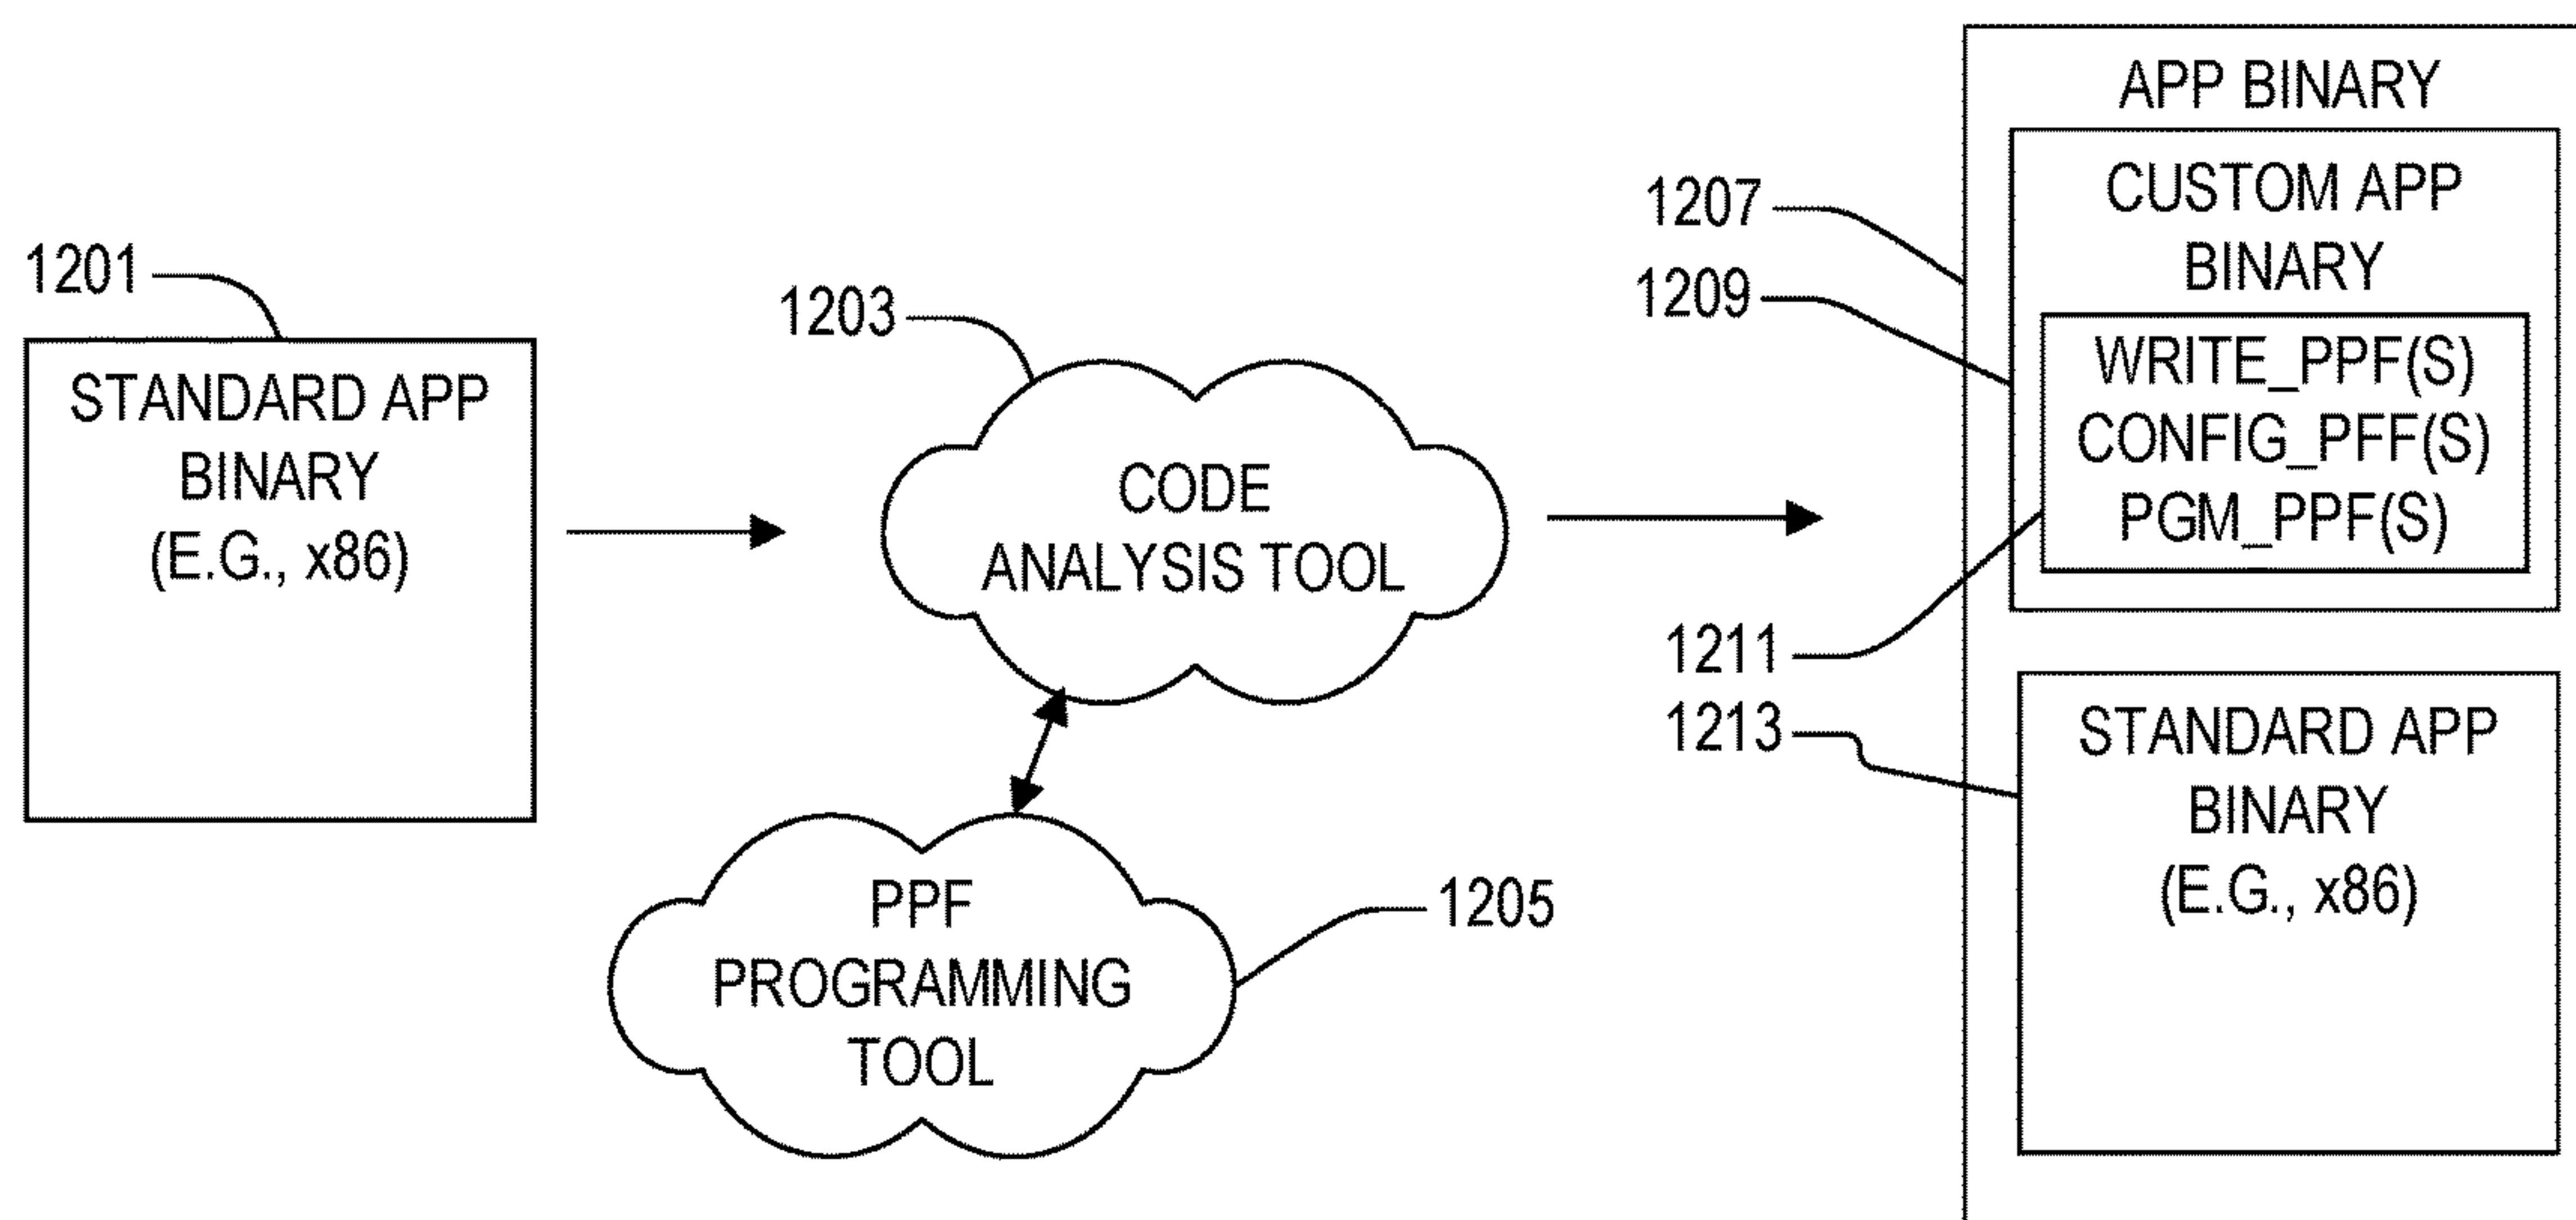 1201
STANDARD APP
BINARY
(E.G., x86)
1203
CODE
ANALYSIS TOOL
PPF
PROGRAMMING
TOOL
1205
1207
1209
1211
1213
APP BINARY
CUSTOM APP
BINARY
WRITE_PPF(S)
CONFIG_PFF(S)
PGM_PPF(S)
STANDARD APP
BINARY
(E.G., x86)